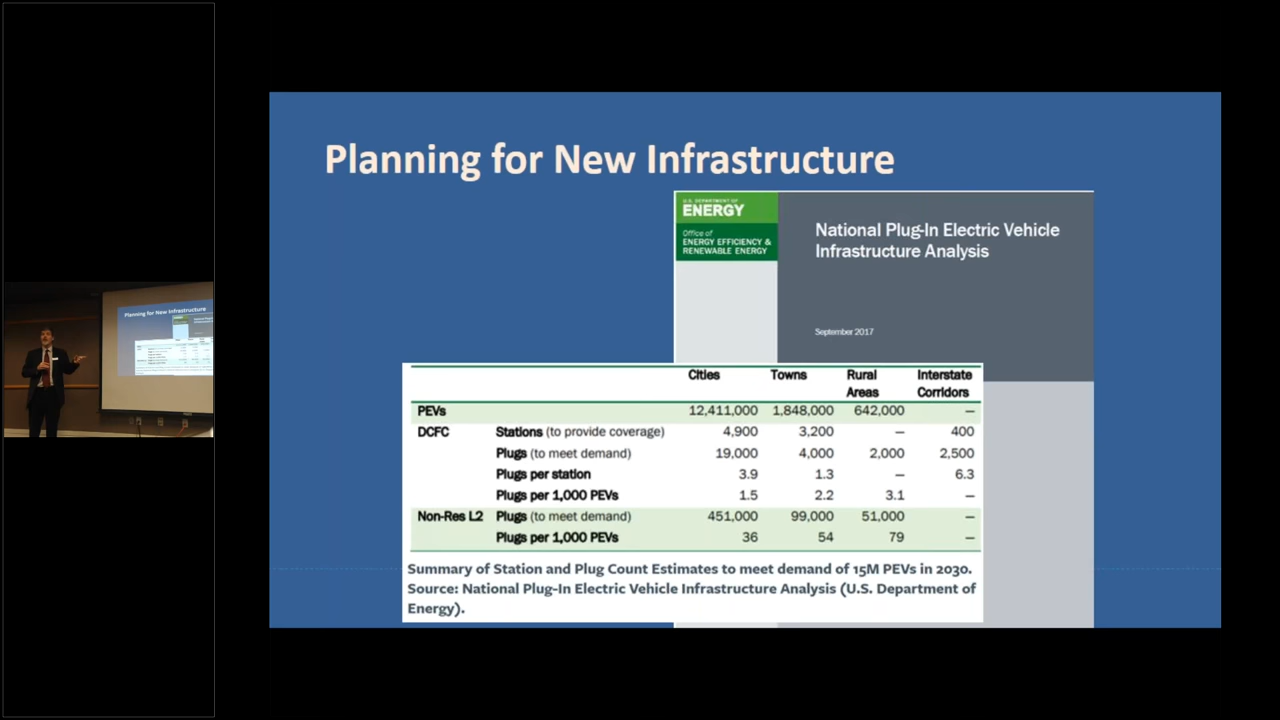 Planning for New Infrastructure
U.S. DEPARTMENT OF
ENERGY
Office of
ENERGY EFFICIENCY &
RENEWABLE ENERGY
National Plug-In Electric Vehicle
Infrastructure Analysis
September 2017
Cities Towns Rural Areas Interstate Corridors
PEVs 12,411,000 1,848,000 642,000 –
DCFC Stations (to provide coverage) 4,900 3,200 – 400
Plugs (to meet demand) 19,000 4,000 2,000 2,500
Plugs per station 3.9 1.3 – 6.3
Plugs per 1,000 PEVs 1.5 2.2 3.1 –
Non-Res L2 Plugs (to meet demand) 451,000 99,000 51,000 –
Plugs per 1,000 PEVs 36 54 79 –
Summary of Station and Plug Count Estimates to meet demand of 15M PEVs in 2030.
Source: National Plug-In Electric Vehicle Infrastructure Analysis (U.S. Department of
Energy).
Planning for New Infrastructure